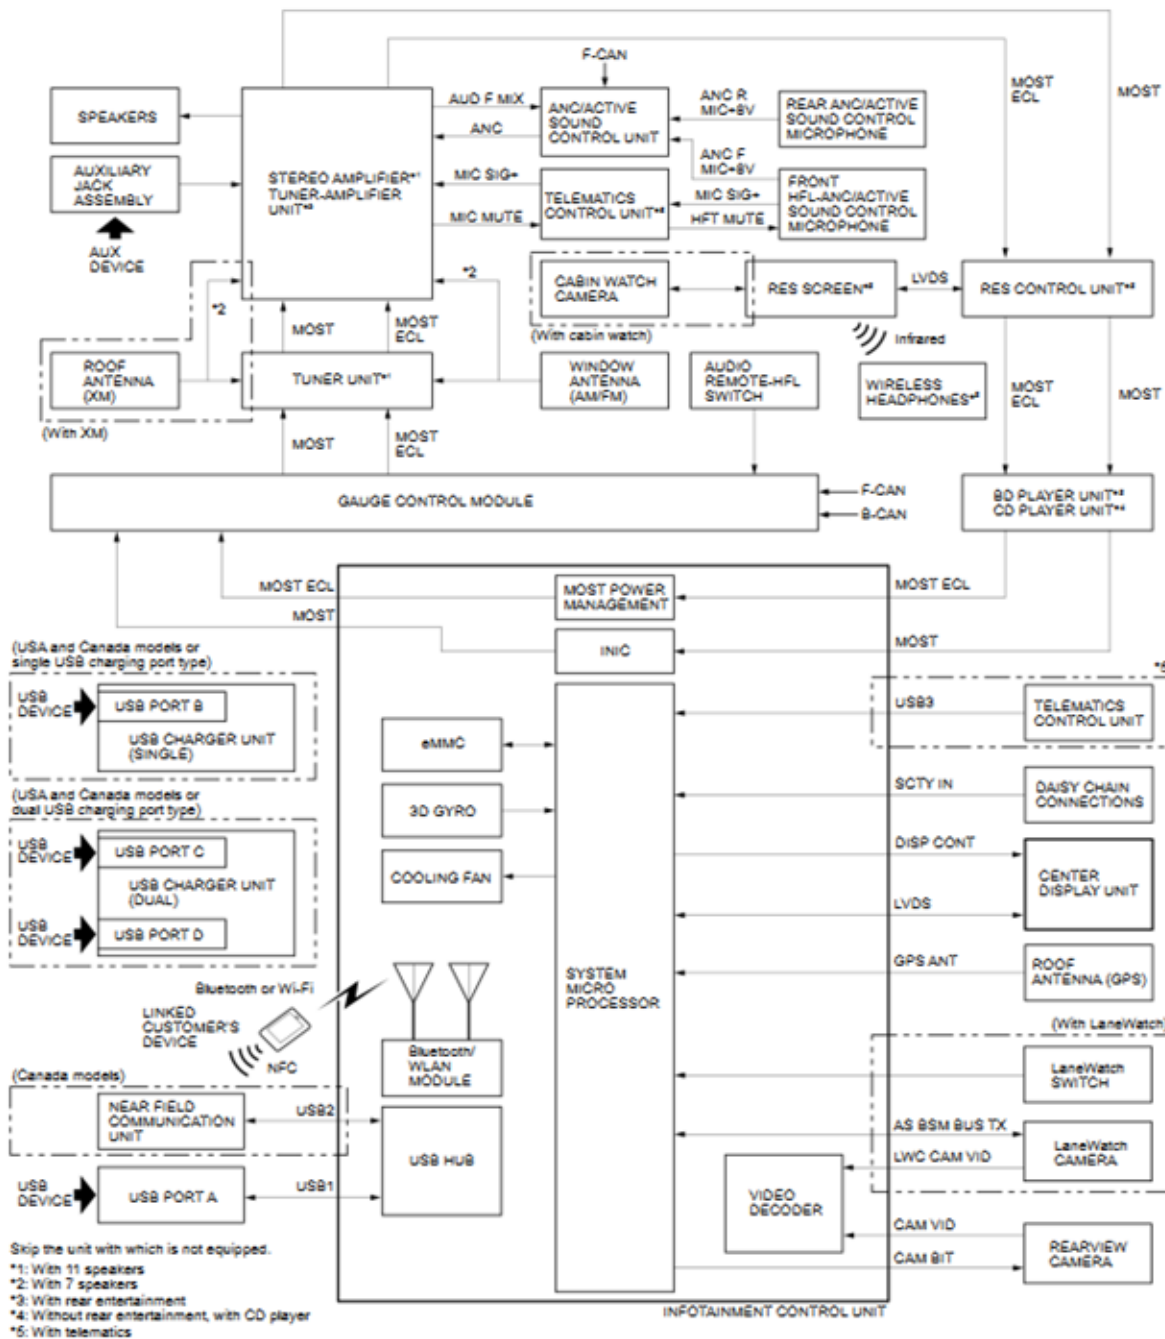 F-CAN
MOST
ECL
MOST
SPEAKERS
AUD F MIX
ANC
ANC/ACTIVE
SOUND
CONTROL UNIT
ANC R
MIC+8V
REAR ANC/ACTIVE
SOUND CONTROL
MICROPHONE
AUXILIARY
JACK
ASSEMBLY
AUX
DEVICE
STEREO AMPLIFIER*1
TUNER-AMPLIFIER
UNIT*2
MIC SIG+
MIC MUTE
TELEMATICS
CONTROL UNIT*5
ANC F
MIC+8V
MIC SIG+
HFT MUTE
FRONT
HFL-ANC/ACTIVE
SOUND CONTROL
MICROPHONE
*2
*2
CABIN WATCH
CAMERA
(With cabin watch)
RES SCREEN*3
LVDS
RES CONTROL UNIT*3
Infrared
MOST
MOST
ECL
ROOF
ANTENNA
(XM)
(With XM)
TUNER UNIT*1
WINDOW
ANTENNA
(AM/FM)
AUDIO
REMOTE-HFL
SWITCH
WIRELESS
HEADPHONES*3
MOST
ECL
MOST
MOST
MOST
ECL
GAUGE CONTROL MODULE
F-CAN
B-CAN
BD PLAYER UNIT*3
CD PLAYER UNIT*4
MOST ECL
MOST
MOST POWER
MANAGEMENT
INIC
MOST ECL
MOST
(USA and Canada models or
single USB charging port type)
USB
DEVICE
USB PORT B
USB CHARGER UNIT
(SINGLE)
(USA and Canada models or
dual USB charging port type)
USB
DEVICE
USB PORT C
USB CHARGER UNIT
(DUAL)
USB
DEVICE
USB PORT D
eMMC
3D GYRO
COOLING FAN
SYSTEM
MICRO
PROCESSOR
USB3
TELEMATICS
CONTROL UNIT
SCTY IN
DAISY CHAIN
CONNECTIONS
DISP CONT
LVDS
CENTER
DISPLAY UNIT
GPS ANT
ROOF
ANTENNA (GPS)
Bluetooth or Wi-Fi
LINKED
CUSTOMER'S
DEVICE
NFC
Bluetooth/
WLAN
MODULE
(With LaneWatch)
LaneWatch
SWITCH
(Canada models)
NEAR FIELD
COMMUNICATION
UNIT
USB2
USB HUB
AS BSM BUS TX
LWC CAM VID
LaneWatch
CAMERA
USB
DEVICE
USB PORT A
USB1
VIDEO
DECODER
CAM VID
CAM BIT
REARVIEW
CAMERA
INFOTAINMENT CONTROL UNIT
Skip the unit with which is not equipped.
*1: With 11 speakers
*2: With 7 speakers
*3: With rear entertainment
*4: Without rear entertainment, with CD player
*5: With telematics